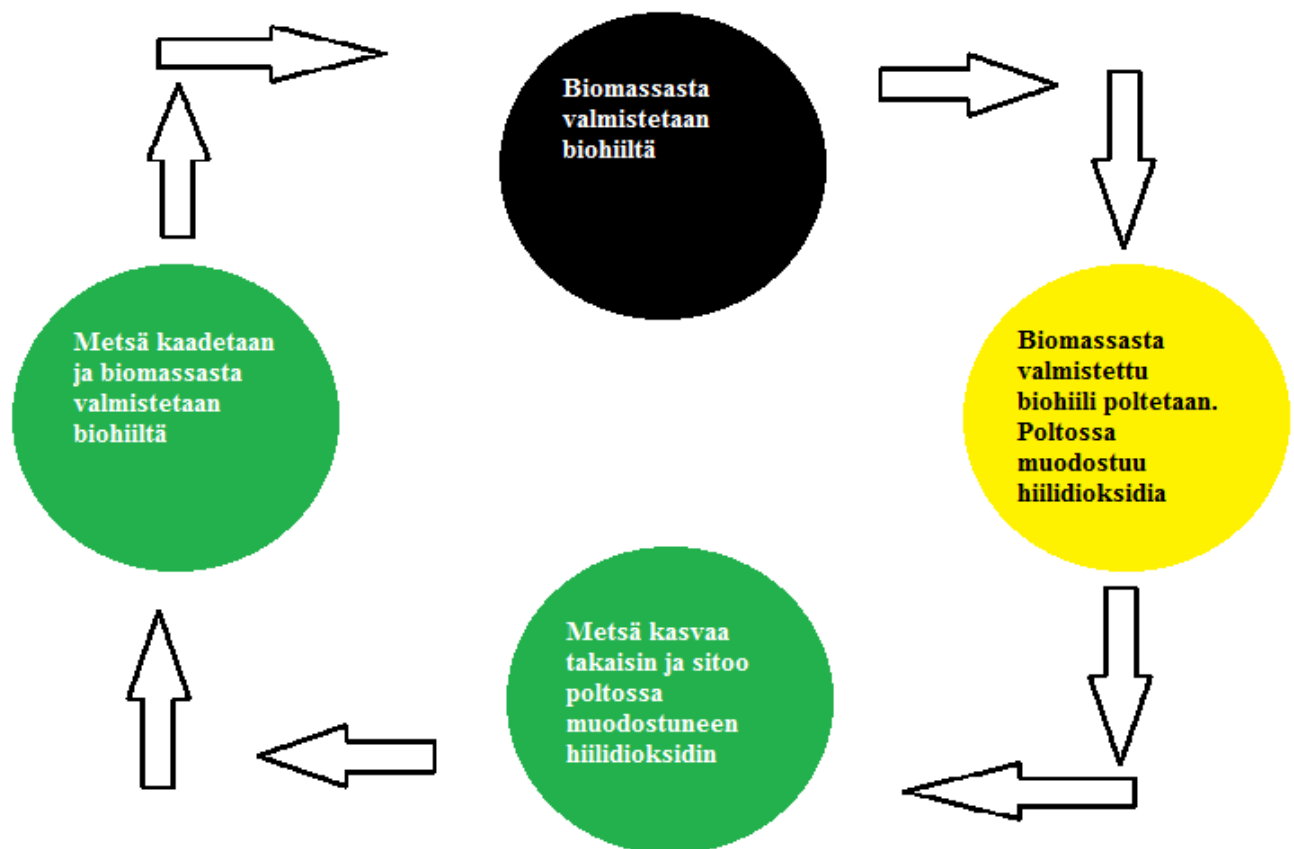 Biomassasta
valmistetaan
biohiiltä
Biomassasta
valmistettu
biohiili poltetaan.
Poltossa
muodostuu
hiilidioksidia
Metsä kasvaa
takaisin ja sitoo
poltossa
muodostuneen
hiilidioksidin
Metsä kaadetaan
ja biomassasta
valmistetaan
biohiiltä